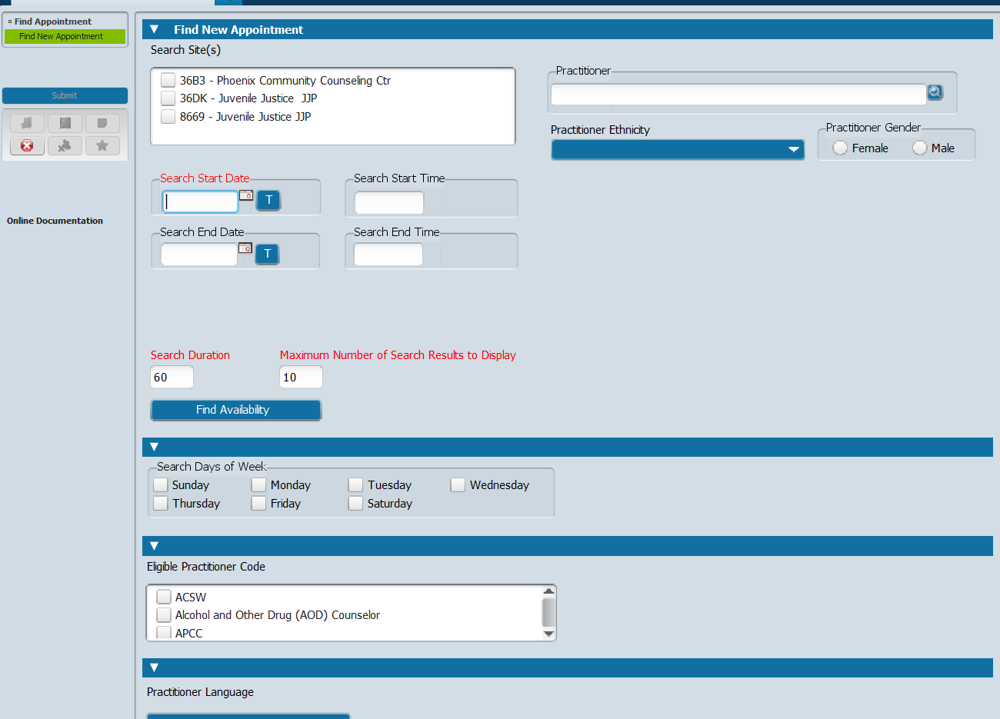 Find Appointment
Find New Appointment
Submit
Online Documentation
Find New Appointment
Search Site(s)
36B3 - Phoenix Community Counseling Ctr
36DK - Juvenile Justice  JJP
8669 - Juvenile Justice JJP
Practitioner
Practitioner Ethnicity
Practitioner Gender
Female Male
Search Start Date
T
Search Start Time
Search End Date
T
Search End Time
Search Duration
60
Maximum Number of Search Results to Display
10
Find Availability
Search Days of Week
Sunday Monday Tuesday Wednesday
Thursday Friday Saturday
Eligible Practitioner Code
ACSW
Alcohol and Other Drug (AOD) Counselor
APCC
Practitioner Language